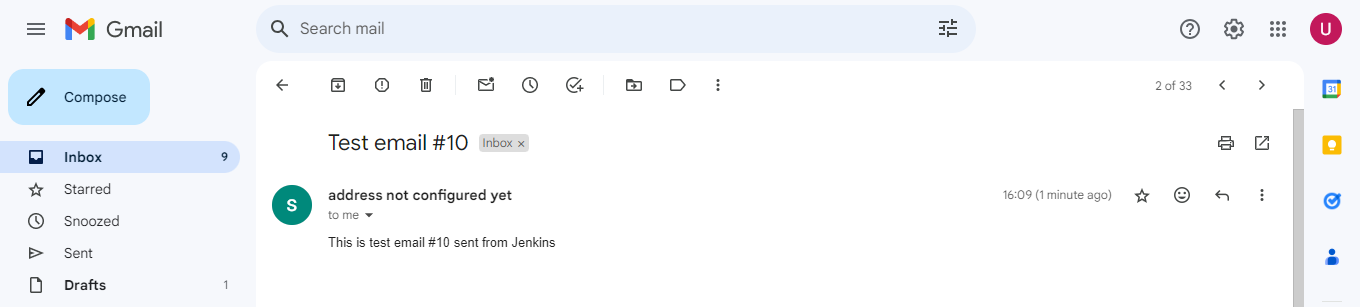 Gmail
Search mail
U
Compose
2 of 33
31
Test email #10 Inbox ×
Inbox 9
Starred
S
address not configured yet
16:09 (1 minute ago)
to me
Snoozed
This is test email #10 sent from Jenkins
Sent
Drafts 1